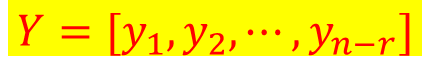 Y = [y₁, y₂, ⋯, yₙ₋ᵣ]